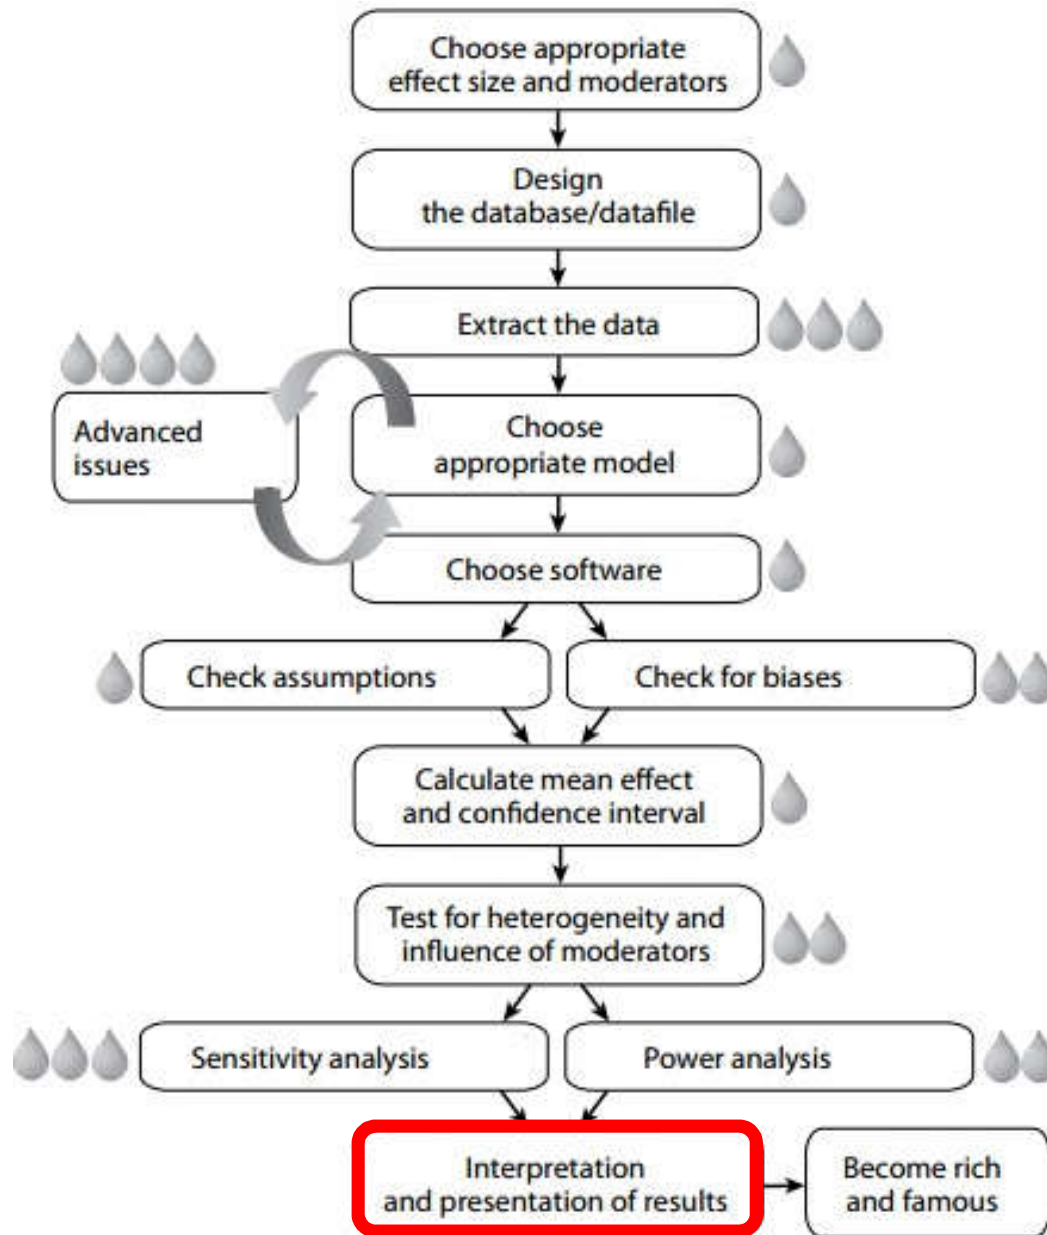 Choose appropriate
effect size and moderators
Design
the database/datafile
Extract the data
Advanced
issues
Choose
appropriate model
Choose software
Check assumptions
Check for biases
Calculate mean effect
and confidence interval
Test for heterogeneity and
influence of moderators
Sensitivity analysis
Power analysis
Interpretation
and presentation of results
Become rich
and famous